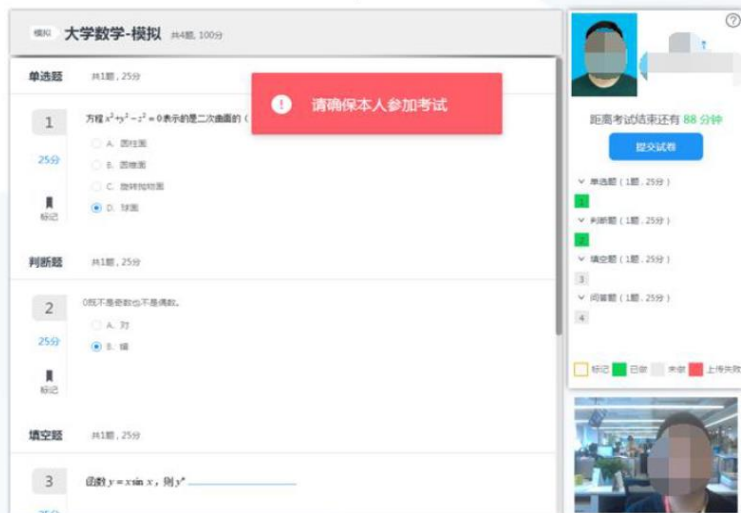 模拟 大学数学-模拟 共4题, 100分
单选题 共1题, 25分
请确保本人参加考试
1
方程 x²+y²−z²=0表示的是二次曲面的（
25分
A. 圆柱面
B. 圆锥面
C. 旋转抛物面
D. 球面
标记
判断题 共1题, 25分
2
0既不是奇数也不是偶数。
A. 对
25分
B. 错
标记
填空题 共1题, 25分
3
函数 y = x sin x，则 y″
25分
?
距离考试结束还有 88 分钟
提交试卷
单选题（1题, 25分）
1
判断题（1题, 25分）
2
填空题（1题, 25分）
3
问答题（1题, 25分）
4
标记 已做 未做 上传失败